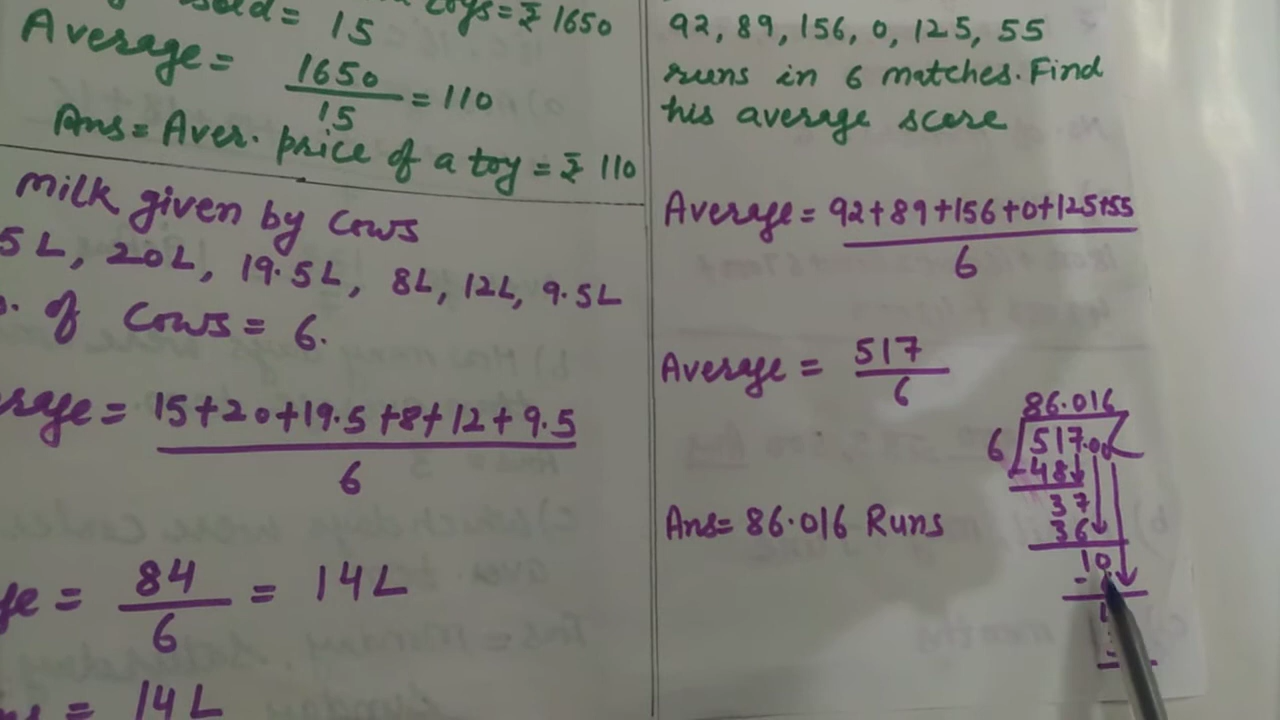 sold= 15
toys=₹ 1650
Average= 1650/15 = 110
Ans= Aver. price of a toy = ₹ 110
Milk given by Cows
5L, 20L, 19.5L, 8L, 12L, 9.5L
of Cows = 6.
= 15+20+19.5+8+12+9.5
6
= 84/6 = 14L
= 14L
92, 89, 156, 0, 125, 55
runs in 6 matches. Find
his average score
Average = 92+89+156+0+125+55
6
Average = 517/6
86.016
6 517.0
-48
37
36
10
Ans= 86.016 Runs